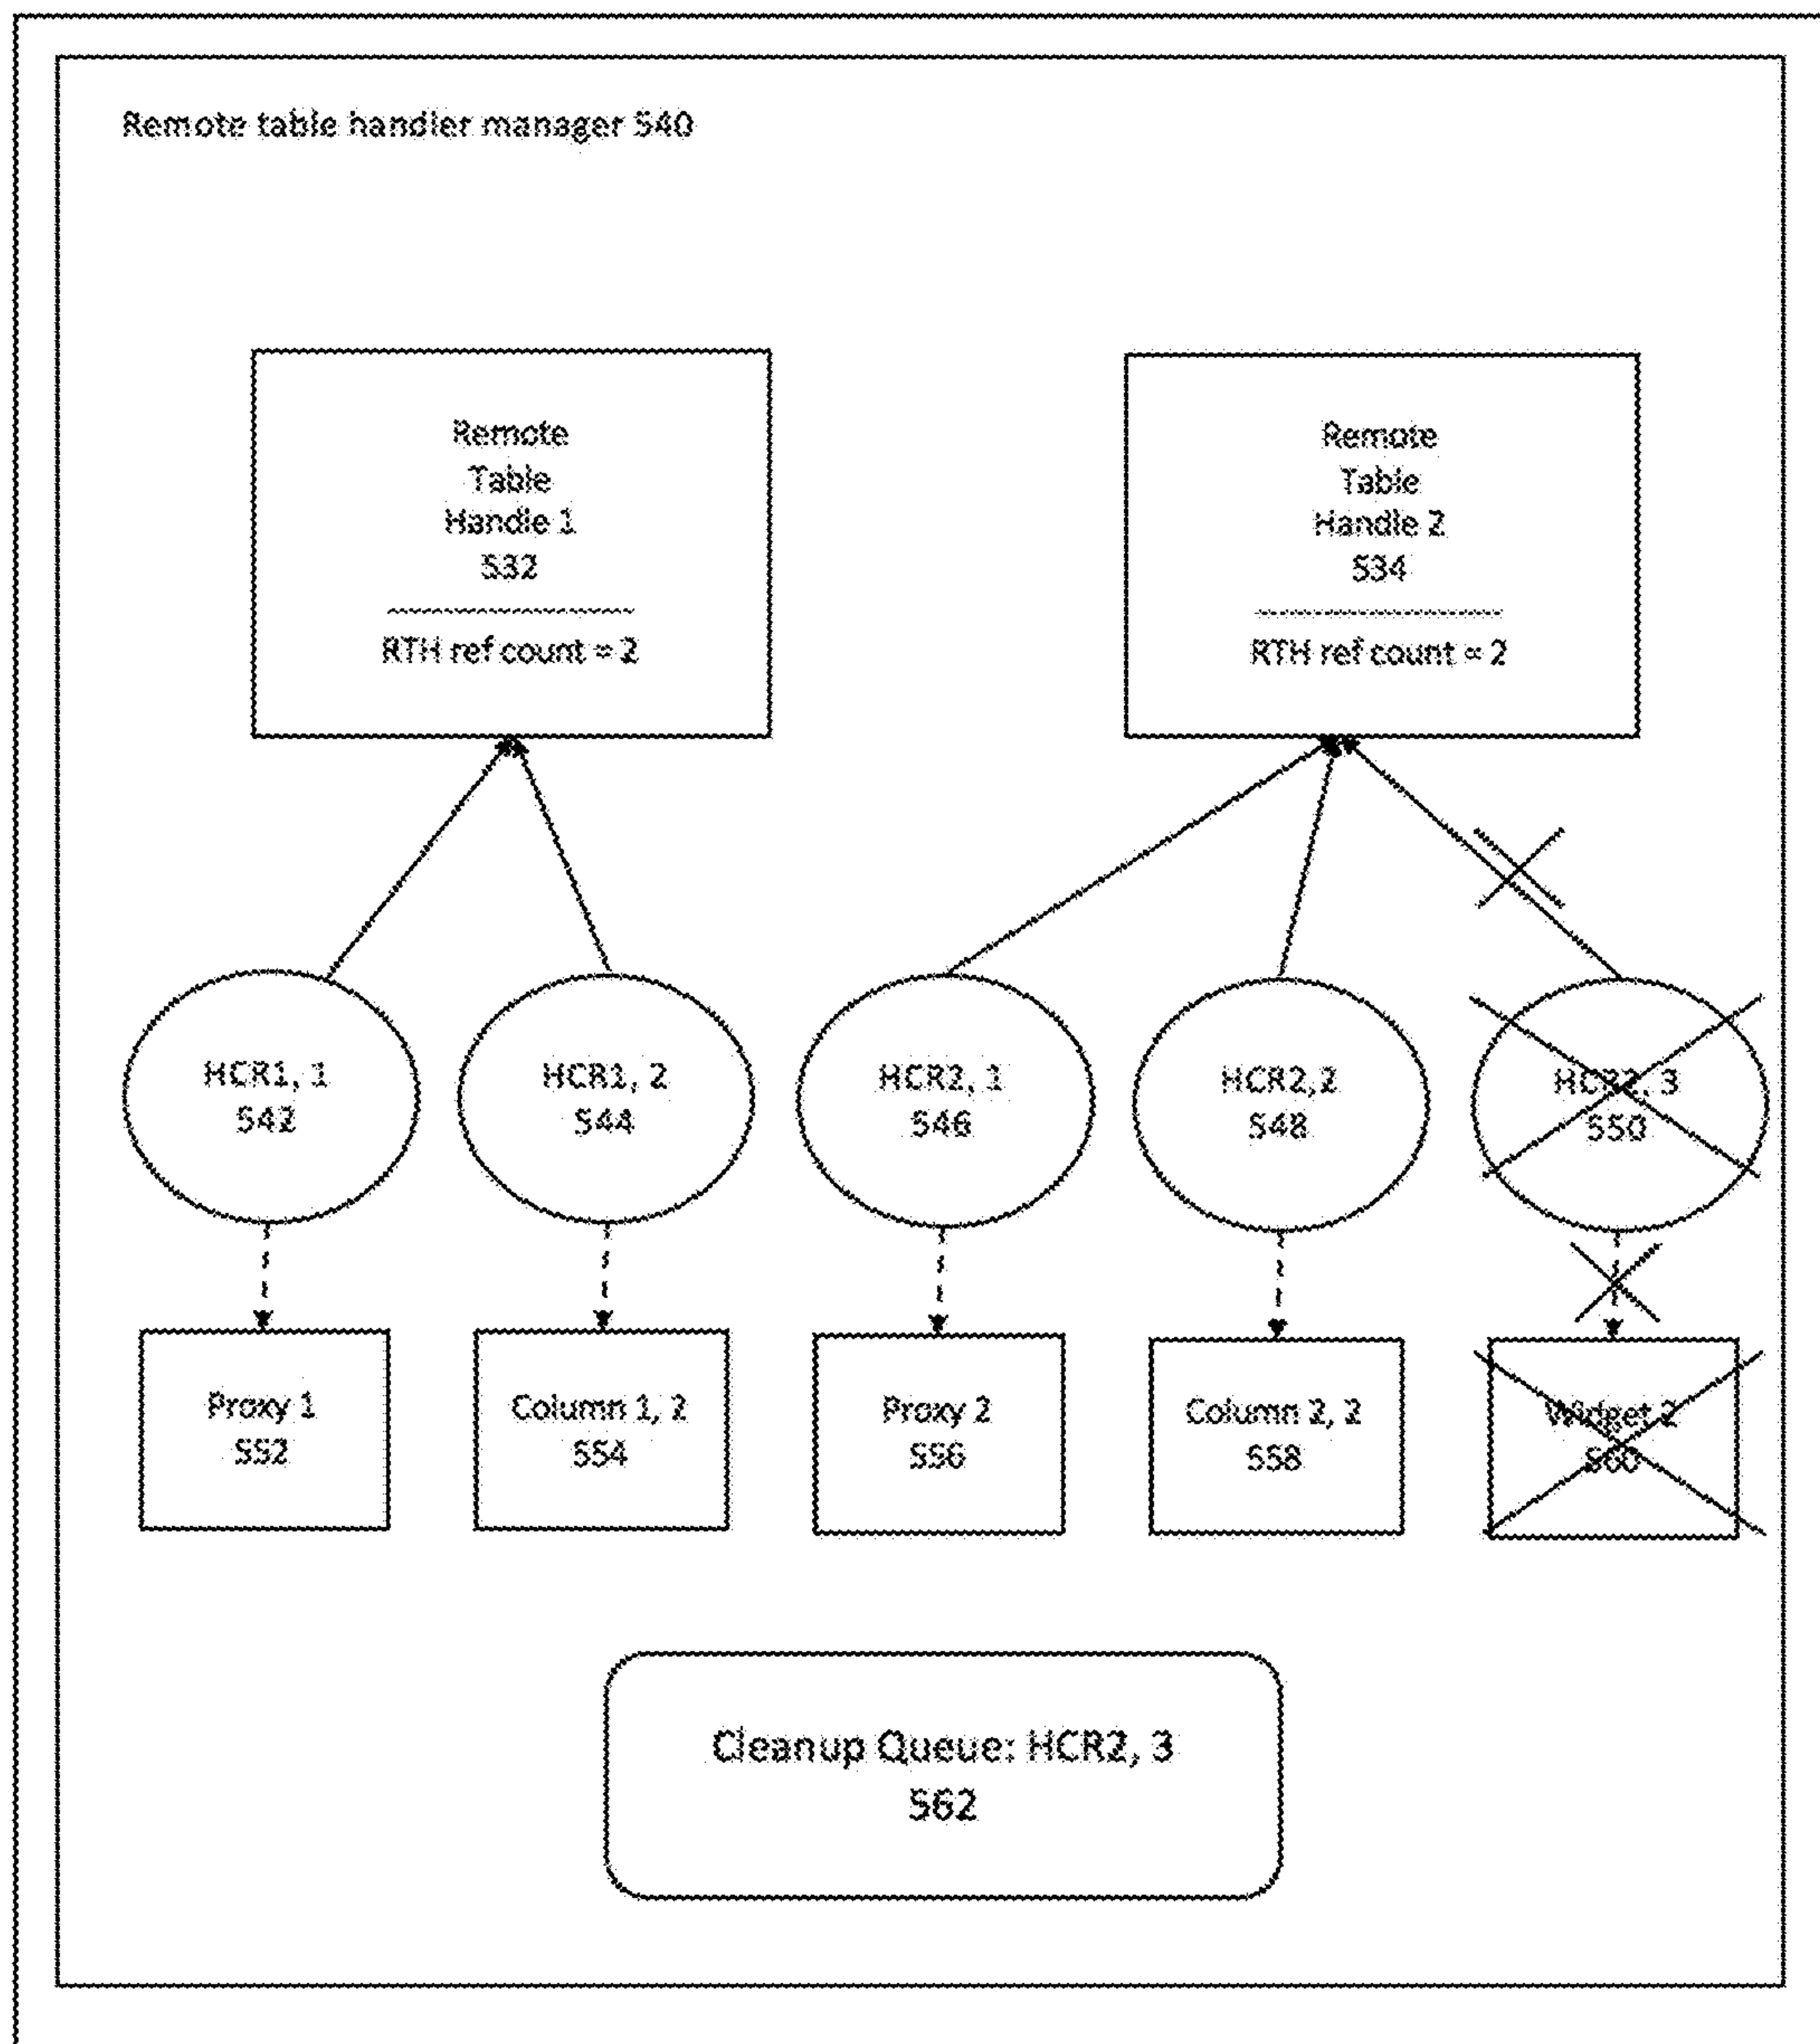 Remote table handler manager 540
Remote
Table
Handle 1
532
RTH ref count = 2
Remote
Table
Handle 2
534
RTH ref count = 2
HCR1, 1
542
HCR1, 2
544
HCR2, 1
546
HCR2,2
548
HCR2, 3
550
Proxy 1
552
Column 1, 2
554
Proxy 2
556
Column 2, 2
558
Widget 2
560
Cleanup Queue: HCR2, 3
562